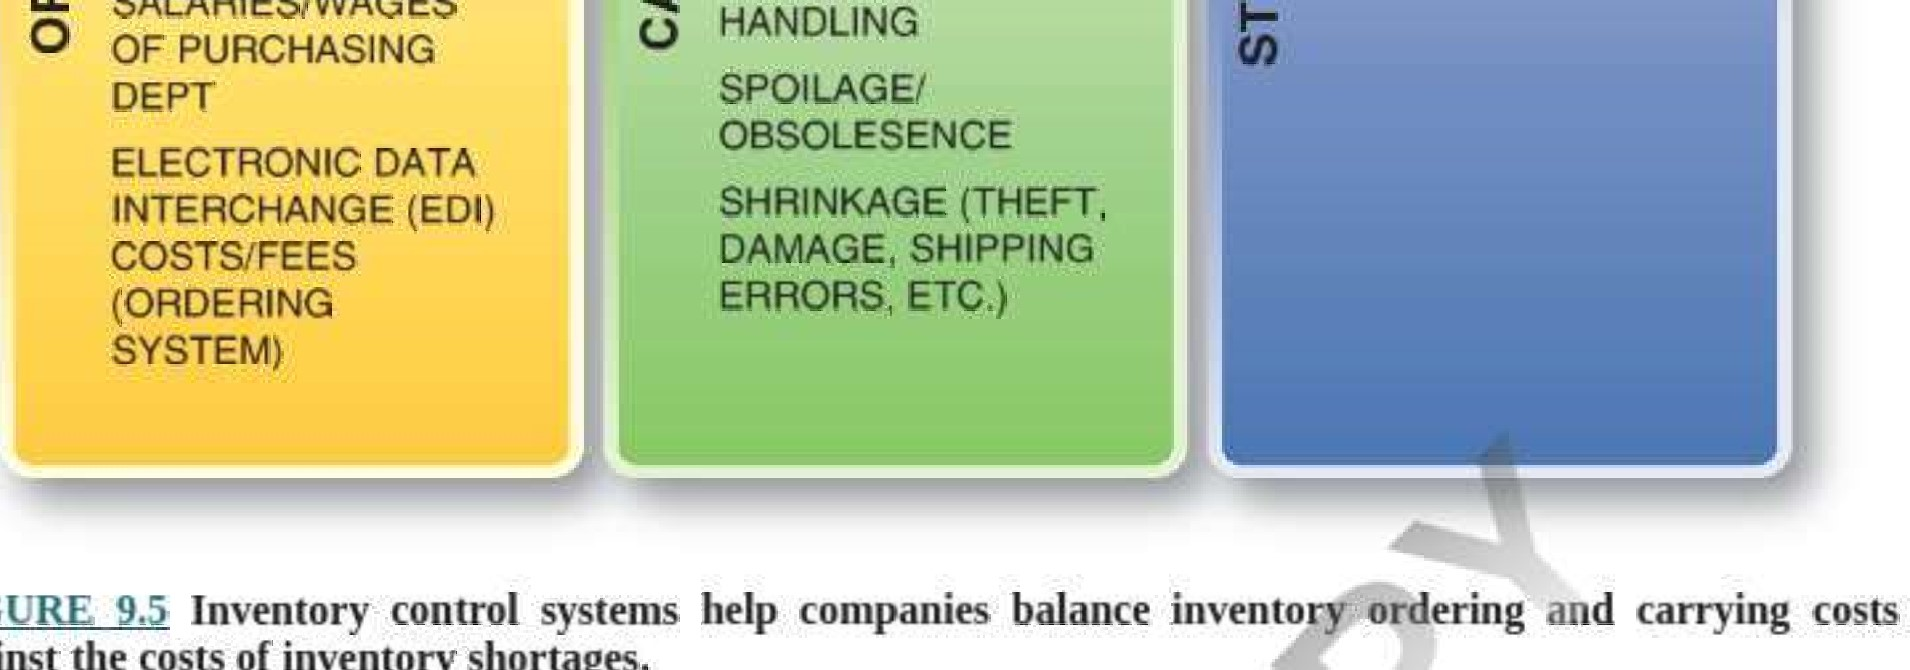 SALARIES/WAGES
OF PURCHASING
DEPT
ELECTRONIC DATA
INTERCHANGE (EDI)
COSTS/FEES
(ORDERING
SYSTEM)
HANDLING
SPOILAGE/
OBSOLESENCE
SHRINKAGE (THEFT,
DAMAGE, SHIPPING
ERRORS, ETC.)
GURE 9.5 Inventory control systems help companies balance inventory ordering and carrying costs
inst the costs of inventory shortages.